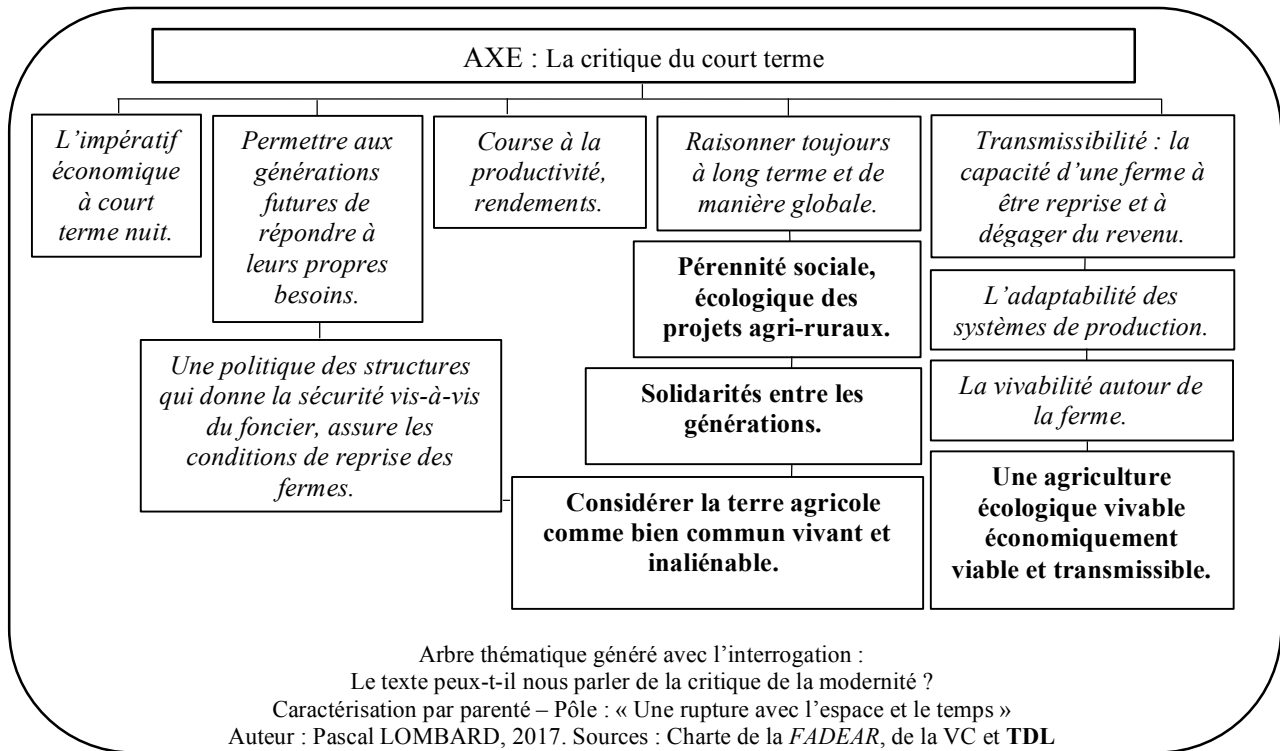 AXE : La critique du court terme
L’impératif
économique
à court
terme nuit.
Permettre aux
générations
futures de
répondre à
leurs propres
besoins.
Course à la
productivité,
rendements.
Raisonner toujours
à long terme et de
manière globale.
Transmissibilité : la
capacité d’une ferme à
être reprise et à
dégager du revenu.
Pérennité sociale,
écologique des
projets agri-ruraux.
L’adaptabilité des
systèmes de production.
Une politique des structures
qui donne la sécurité vis-à-vis
du foncier, assure les
conditions de reprise des
fermes.
Solidarités entre les
générations.
La vivabilité autour de
la ferme.
Considérer la terre agricole
comme bien commun vivant et
inaliénable.
Une agriculture
écologique vivable
économiquement
viable et transmissible.
Arbre thématique généré avec l’interrogation :
Le texte peux-t-il nous parler de la critique de la modernité ?
Caractérisation par parenté – Pôle : « Une rupture avec l’espace et le temps »
Auteur : Pascal LOMBARD, 2017. Sources : Charte de la FADEAR, de la VC et TDL